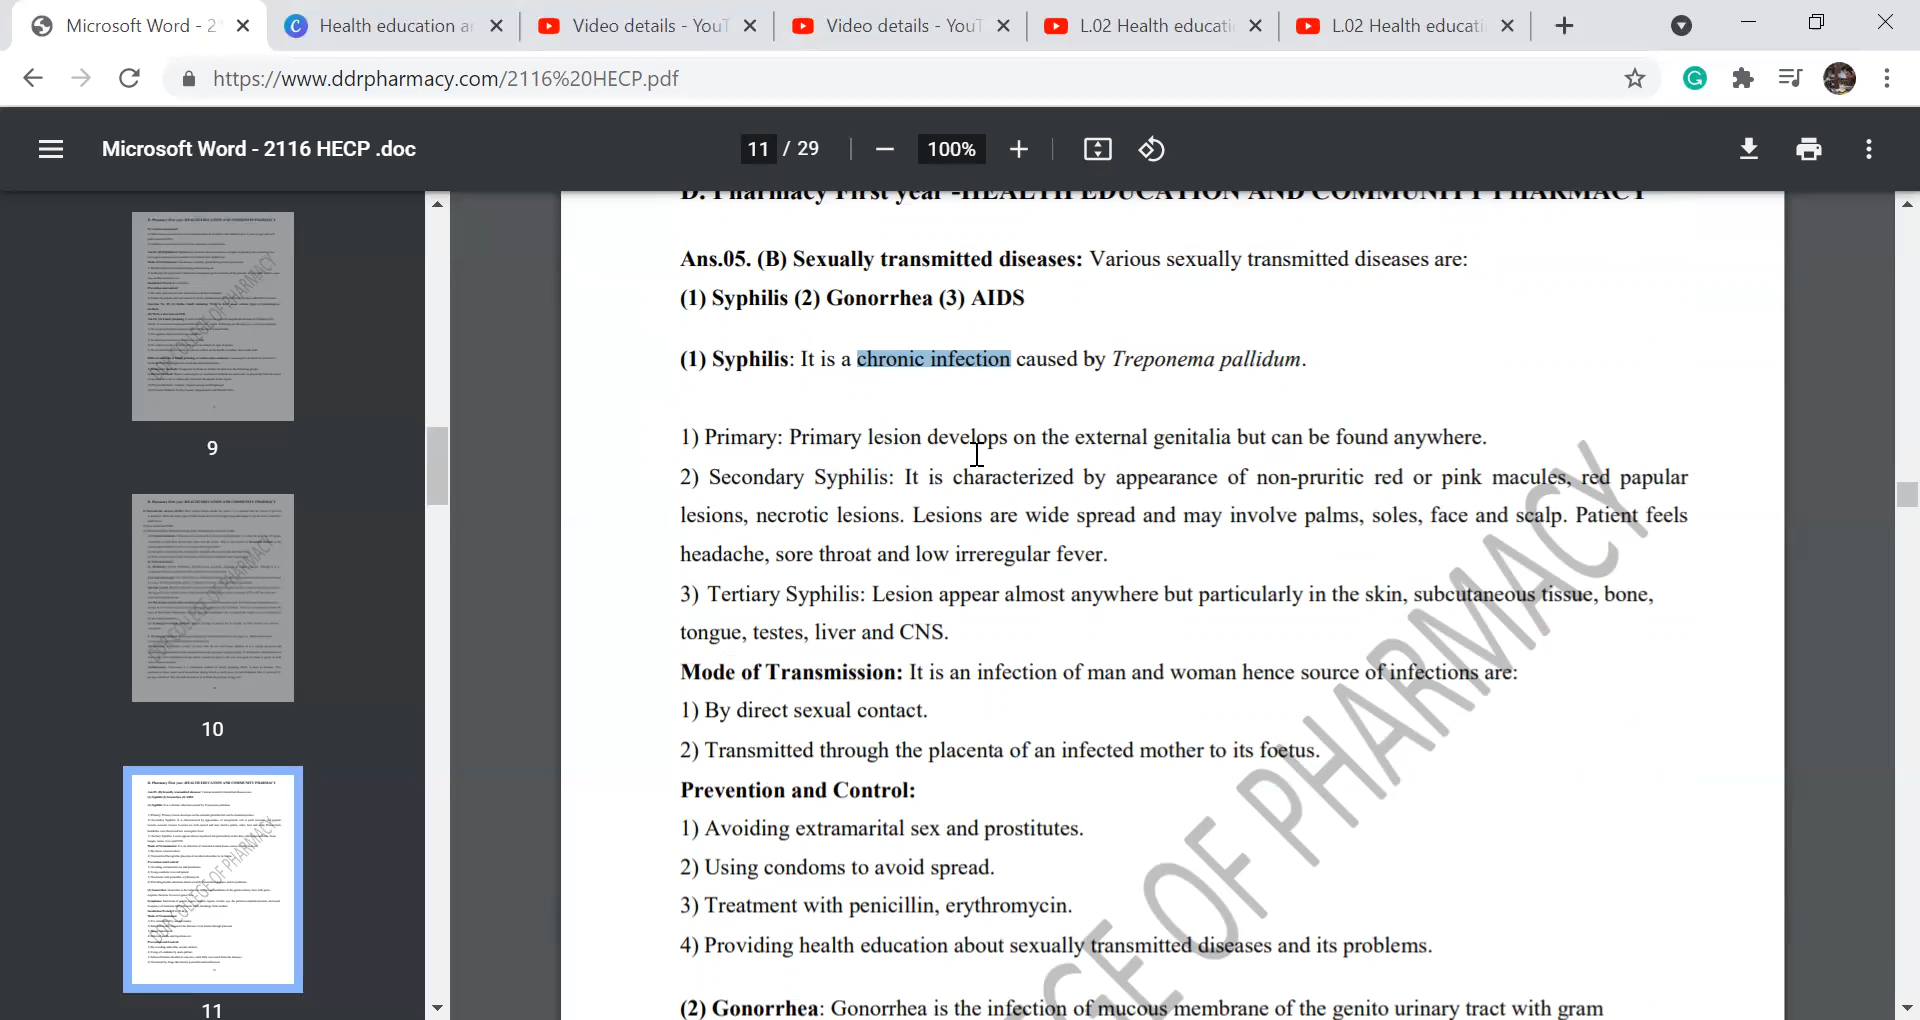 Microsoft Word - 2
Health education a
Video details - YouT
Video details - YouT
L.02 Health educati
L.02 Health educati
https://www.ddrpharmacy.com/2116%20HECP.pdf
Microsoft Word - 2116 HECP .doc
11 / 29
100%
9
10
11
D. Pharmacy First year -HEALTH EDUCATION AND COMMUNITY PHARMACY
Ans.05. (B) Sexually transmitted diseases: Various sexually transmitted diseases are:
(1) Syphilis (2) Gonorrhea (3) AIDS
(1) Syphilis: It is a chronic infection caused by Treponema pallidum.
1) Primary: Primary lesion develops on the external genitalia but can be found anywhere.
2) Secondary Syphilis: It is characterized by appearance of non-pruritic red or pink macules, red papular
lesions, necrotic lesions. Lesions are wide spread and may involve palms, soles, face and scalp. Patient feels
headache, sore throat and low irreregular fever.
3) Tertiary Syphilis: Lesion appear almost anywhere but particularly in the skin, subcutaneous tissue, bone,
tongue, testes, liver and CNS.
Mode of Transmission: It is an infection of man and woman hence source of infections are:
1) By direct sexual contact.
2) Transmitted through the placenta of an infected mother to its foetus.
Prevention and Control:
1) Avoiding extramarital sex and prostitutes.
2) Using condoms to avoid spread.
3) Treatment with penicillin, erythromycin.
4) Providing health education about sexually transmitted diseases and its problems.
(2) Gonorrhea: Gonorrhea is the infection of mucous membrane of the genito urinary tract with gram
GE OF PHARMACY